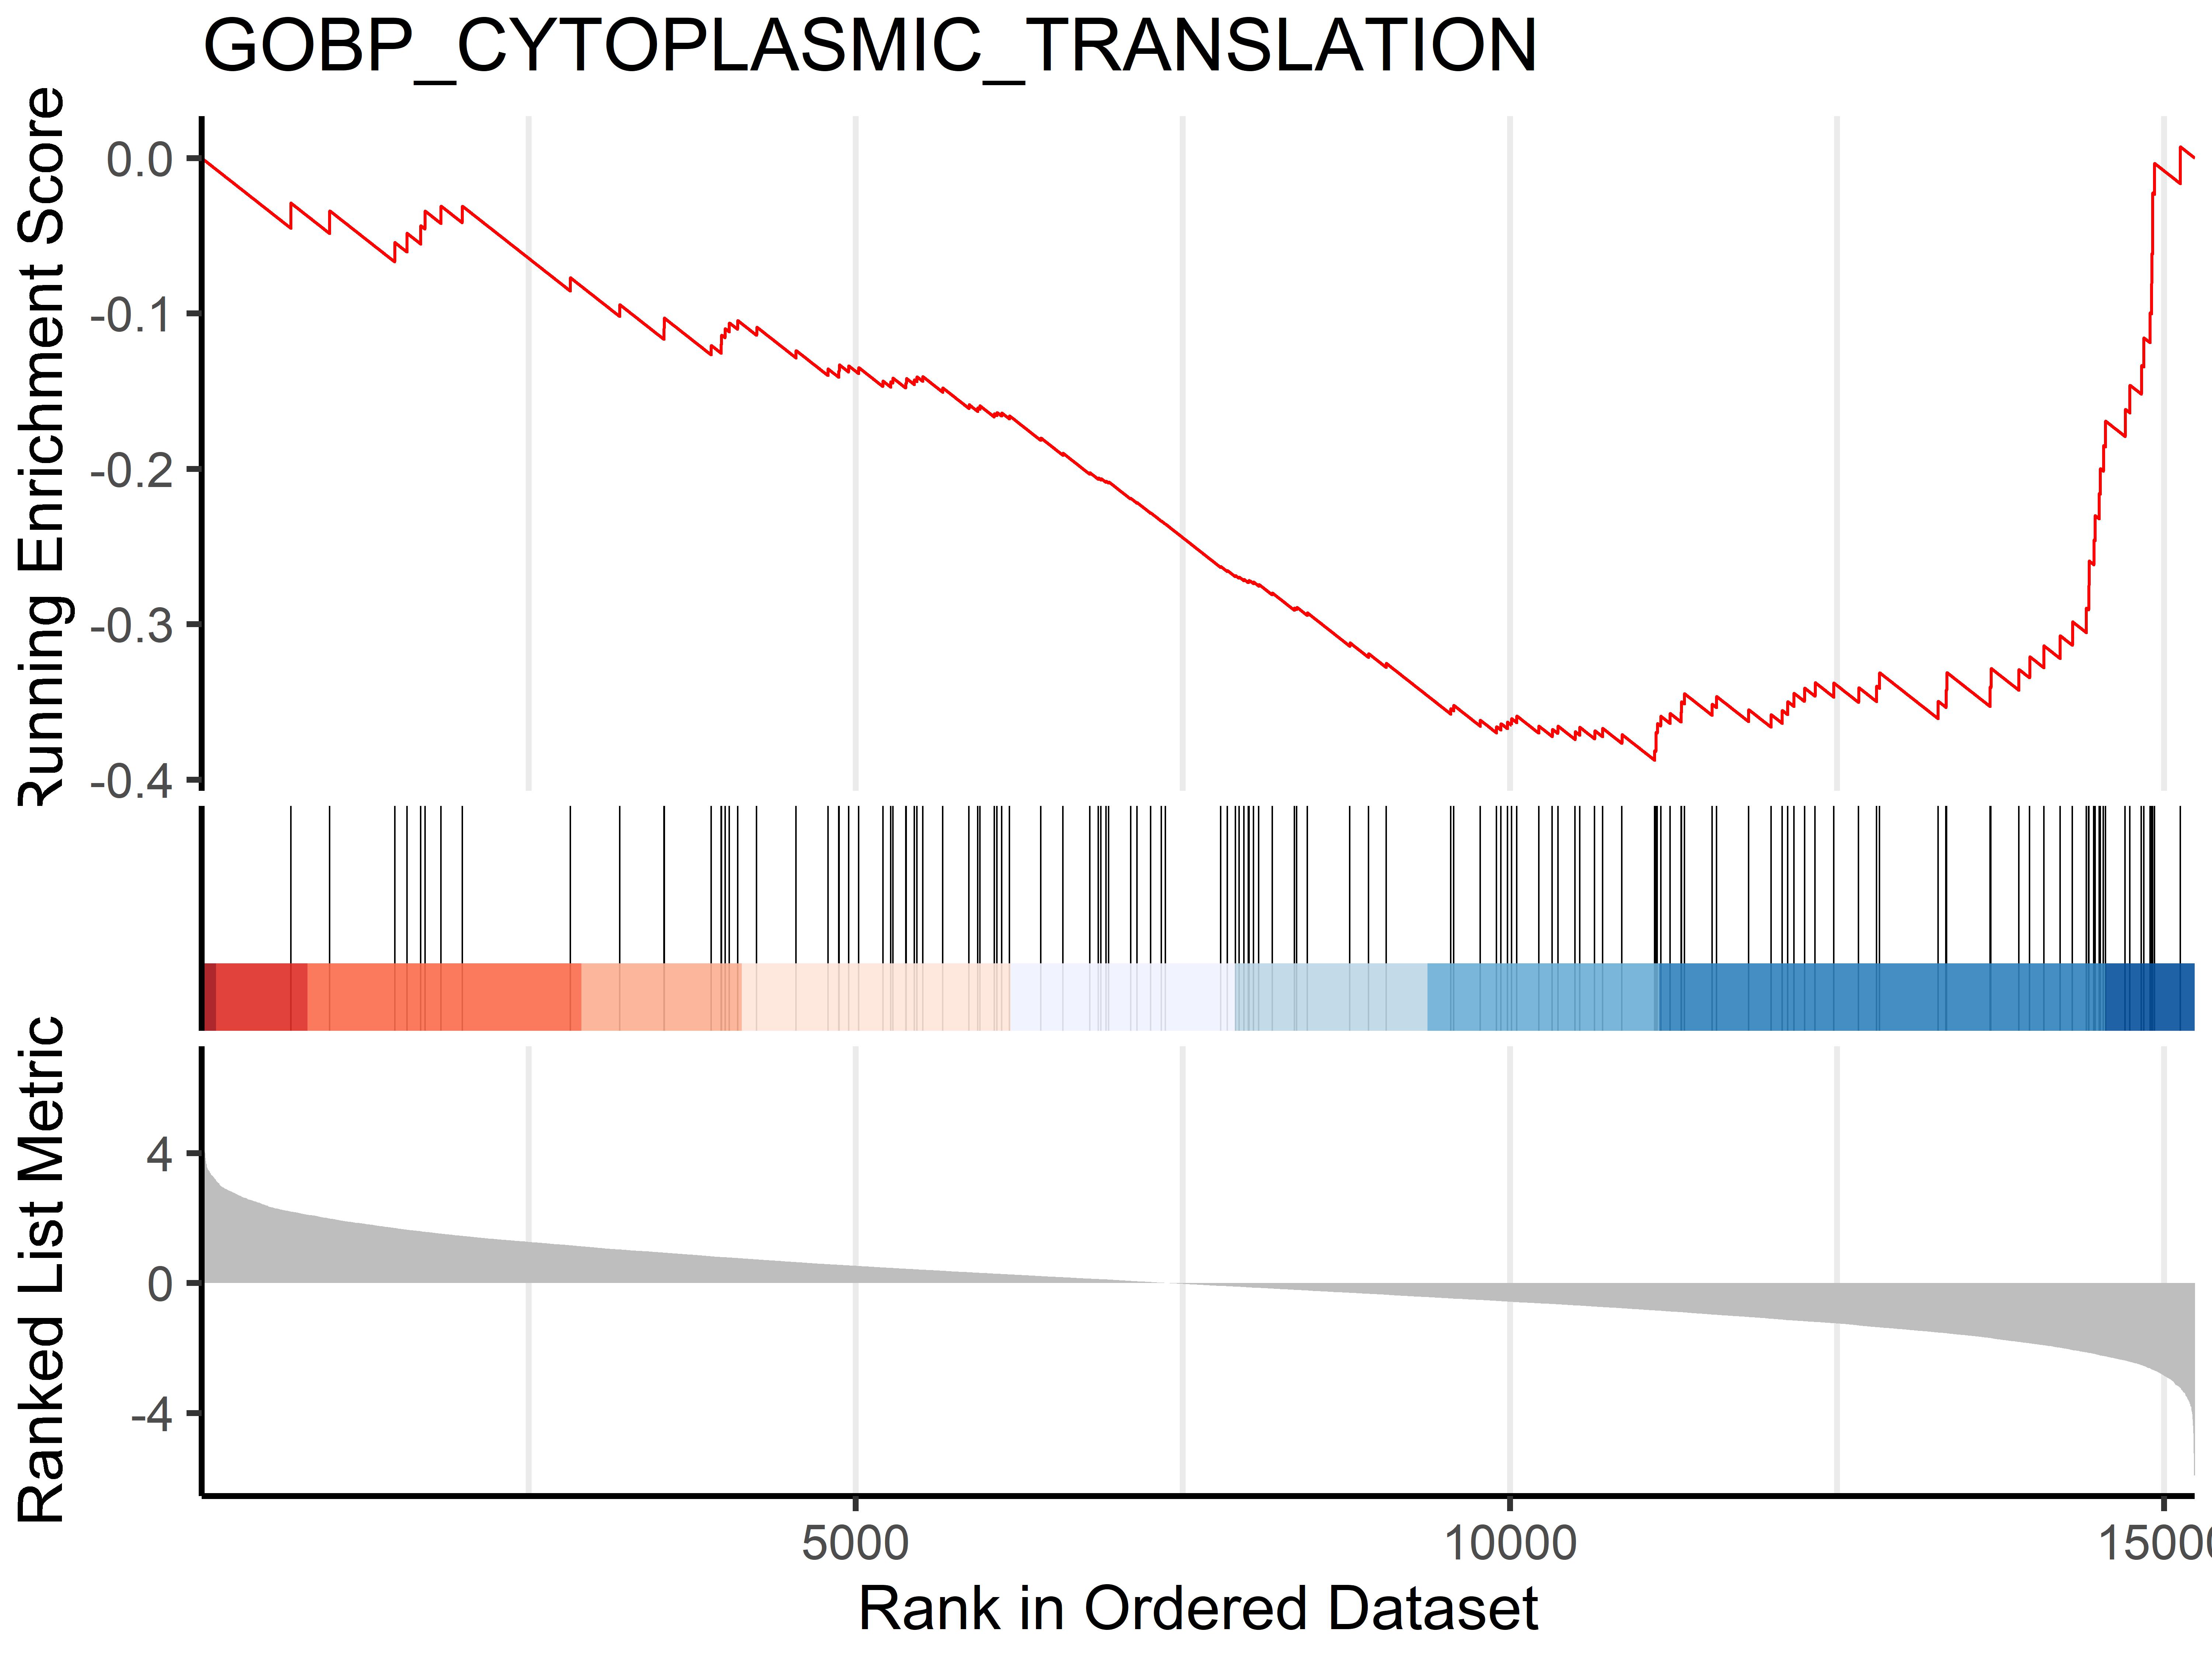 GOBP_CYTOPLASMIC_TRANSLATION
Running Enrichment Score
0.0
-0.1
-0.2
-0.3
-0.4
Ranked List Metric
4
0
-4
5000
10000
15000
Rank in Ordered Dataset